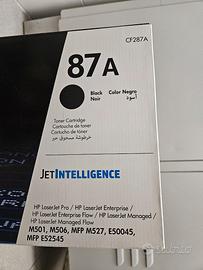 CF287A
87A
Black Color Negro
Noir أسود
Toner Cartridge
Cartouche de toner
Cartucho de tóner
خرطوشة مسحوق حبر
JETINTELLIGENCE
HP LaserJet Pro / HP LaserJet Enterprise /
HP LaserJet Enterprise Flow / HP LaserJet Managed /
HP LaserJet Managed Flow
M501, M506, MFP M527, E50045,
MFP E52545
subito